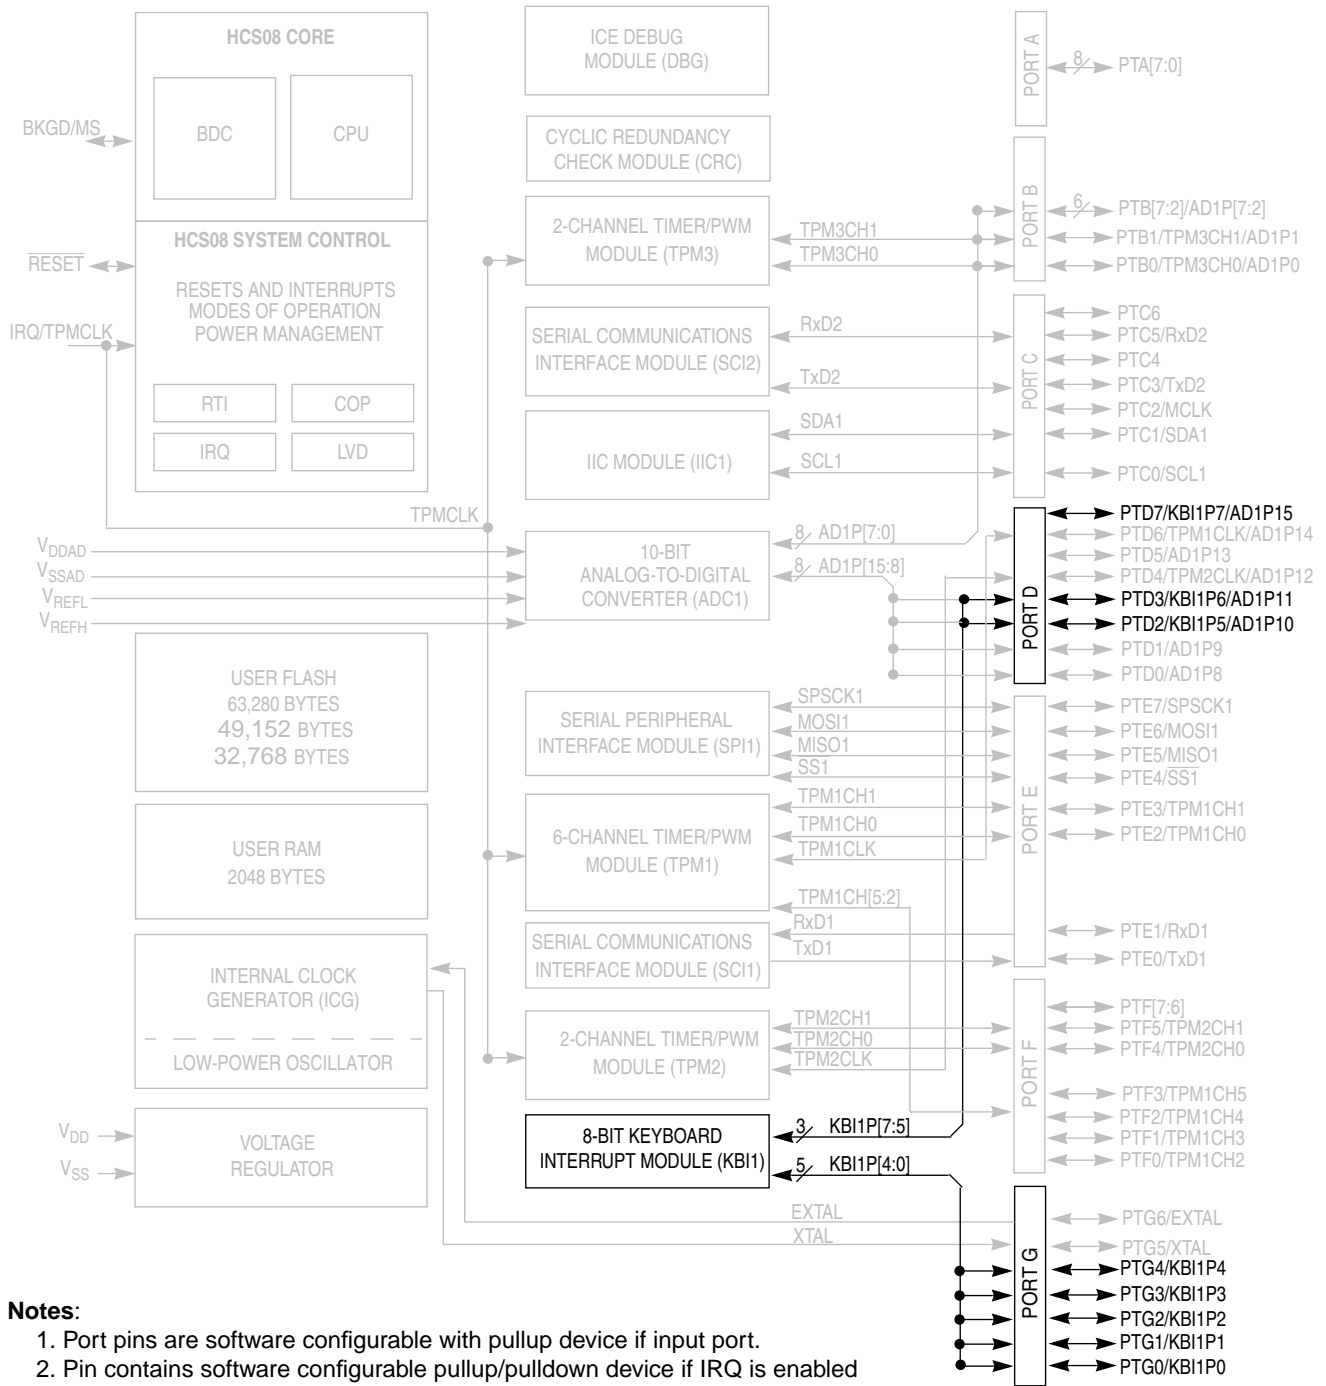 HCS08 CORE
BDC
CPU
BKGD/MS
HCS08 SYSTEM CONTROL
RESET
RESETS AND INTERRUPTS
MODES OF OPERATION
POWER MANAGEMENT
IRQ/TPMCLK
RTI
COP
IRQ
LVD
TPMCLK
VDDAD
VSSAD
VREFL
VREFH
USER FLASH
63,280 BYTES
49,152 BYTES
32,768 BYTES
USER RAM
2048 BYTES
INTERNAL CLOCK
GENERATOR (ICG)
LOW-POWER OSCILLATOR
VDD
VSS
VOLTAGE
REGULATOR
ICE DEBUG
MODULE (DBG)
CYCLIC REDUNDANCY
CHECK MODULE (CRC)
2-CHANNEL TIMER/PWM
MODULE (TPM3)
TPM3CH1
TPM3CH0
SERIAL COMMUNICATIONS
INTERFACE MODULE (SCI2)
RxD2
TxD2
IIC MODULE (IIC1)
SDA1
SCL1
10-BIT
ANALOG-TO-DIGITAL
CONVERTER (ADC1)
8 AD1P[7:0]
8 AD1P[15:8]
SERIAL PERIPHERAL
INTERFACE MODULE (SPI1)
SPSCK1
MOSI1
MISO1
SS1
6-CHANNEL TIMER/PWM
MODULE (TPM1)
TPM1CH1
TPM1CH0
TPM1CLK
TPM1CH[5:2]
SERIAL COMMUNICATIONS
INTERFACE MODULE (SCI1)
RxD1
TxD1
2-CHANNEL TIMER/PWM
MODULE (TPM2)
TPM2CH1
TPM2CH0
TPM2CLK
8-BIT KEYBOARD
INTERRUPT MODULE (KBI1)
3 KBI1P[7:5]
5 KBI1P[4:0]
EXTAL
XTAL
PORT A
8 PTA[7:0]
PORT B
6 PTB[7:2]/AD1P[7:2]
PTB1/TPM3CH1/AD1P1
PTB0/TPM3CH0/AD1P0
PORT C
PTC6
PTC5/RxD2
PTC4
PTC3/TxD2
PTC2/MCLK
PTC1/SDA1
PTC0/SCL1
PORT D
PTD7/KBI1P7/AD1P15
PTD6/TPM1CLK/AD1P14
PTD5/AD1P13
PTD4/TPM2CLK/AD1P12
PTD3/KBI1P6/AD1P11
PTD2/KBI1P5/AD1P10
PTD1/AD1P9
PTD0/AD1P8
PORT E
PTE7/SPSCK1
PTE6/MOSI1
PTE5/MISO1
PTE4/SS1
PTE3/TPM1CH1
PTE2/TPM1CH0
PTE1/RxD1
PTE0/TxD1
PORT F
PTF[7:6]
PTF5/TPM2CH1
PTF4/TPM2CH0
PTF3/TPM1CH5
PTF2/TPM1CH4
PTF1/TPM1CH3
PTF0/TPM1CH2
PORT G
PTG6/EXTAL
PTG5/XTAL
PTG4/KBI1P4
PTG3/KBI1P3
PTG2/KBI1P2
PTG1/KBI1P1
PTG0/KBI1P0
Notes:
1. Port pins are software configurable with pullup device if input port.
2. Pin contains software configurable pullup/pulldown device if IRQ is enabled